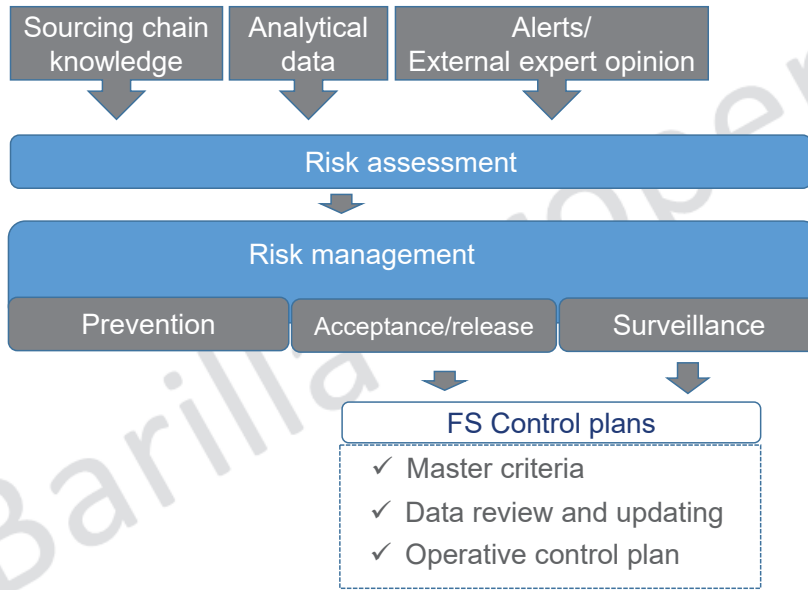 Sourcing chain
knowledge
Analytical
data
Alerts/
External expert opinion
Risk assessment
Risk management
Prevention
Acceptance/release
Surveillance
FS Control plans
✓ Master criteria
✓ Data review and updating
✓ Operative control plan
Barilla